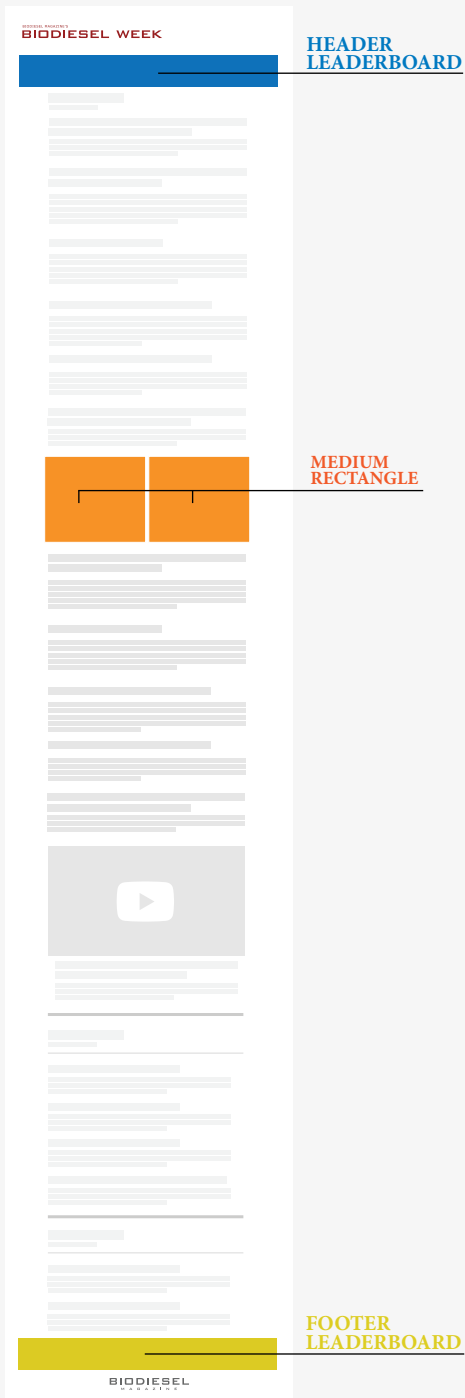 BIODIESEL MAGAZINE'S
BIODIESEL WEEK
HEADER
LEADERBOARD
MEDIUM
RECTANGLE
FOOTER
LEADERBOARD
BIODIESEL
MAGAZINE